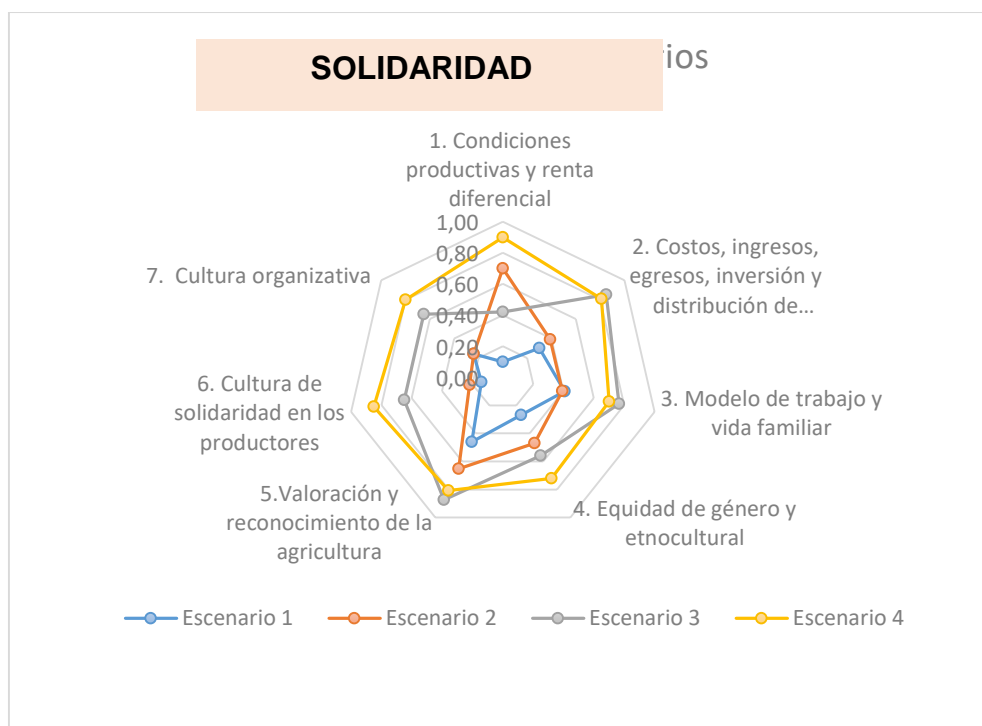 SOLIDARIDAD
rios
1. Condiciones
productivas y renta
diferencial
1,00
0,80
0,60
0,40
0,20
0,00
2. Costos, ingresos,
egresos, inversión y
distribución de…
3. Modelo de trabajo y
vida familiar
4. Equidad de género y
etnocultural
5.Valoración y
reconocimiento de la
agricultura
6. Cultura de
solidaridad en los
productores
7.  Cultura organizativa
Escenario 1
Escenario 2
Escenario 3
Escenario 4